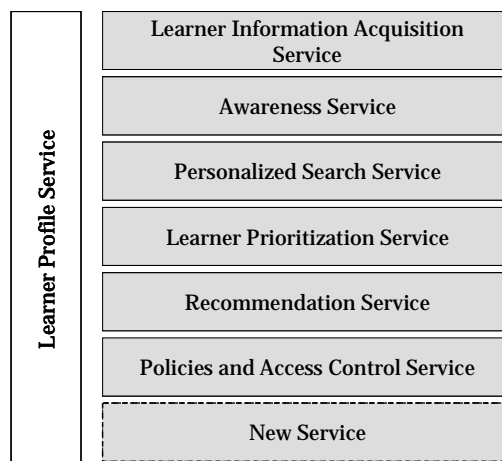 Learner Profile Service
Learner Information Acquisition
Service
Awareness Service
Personalized Search Service
Learner Prioritization Service
Recommendation Service
Policies and Access Control Service
New Service